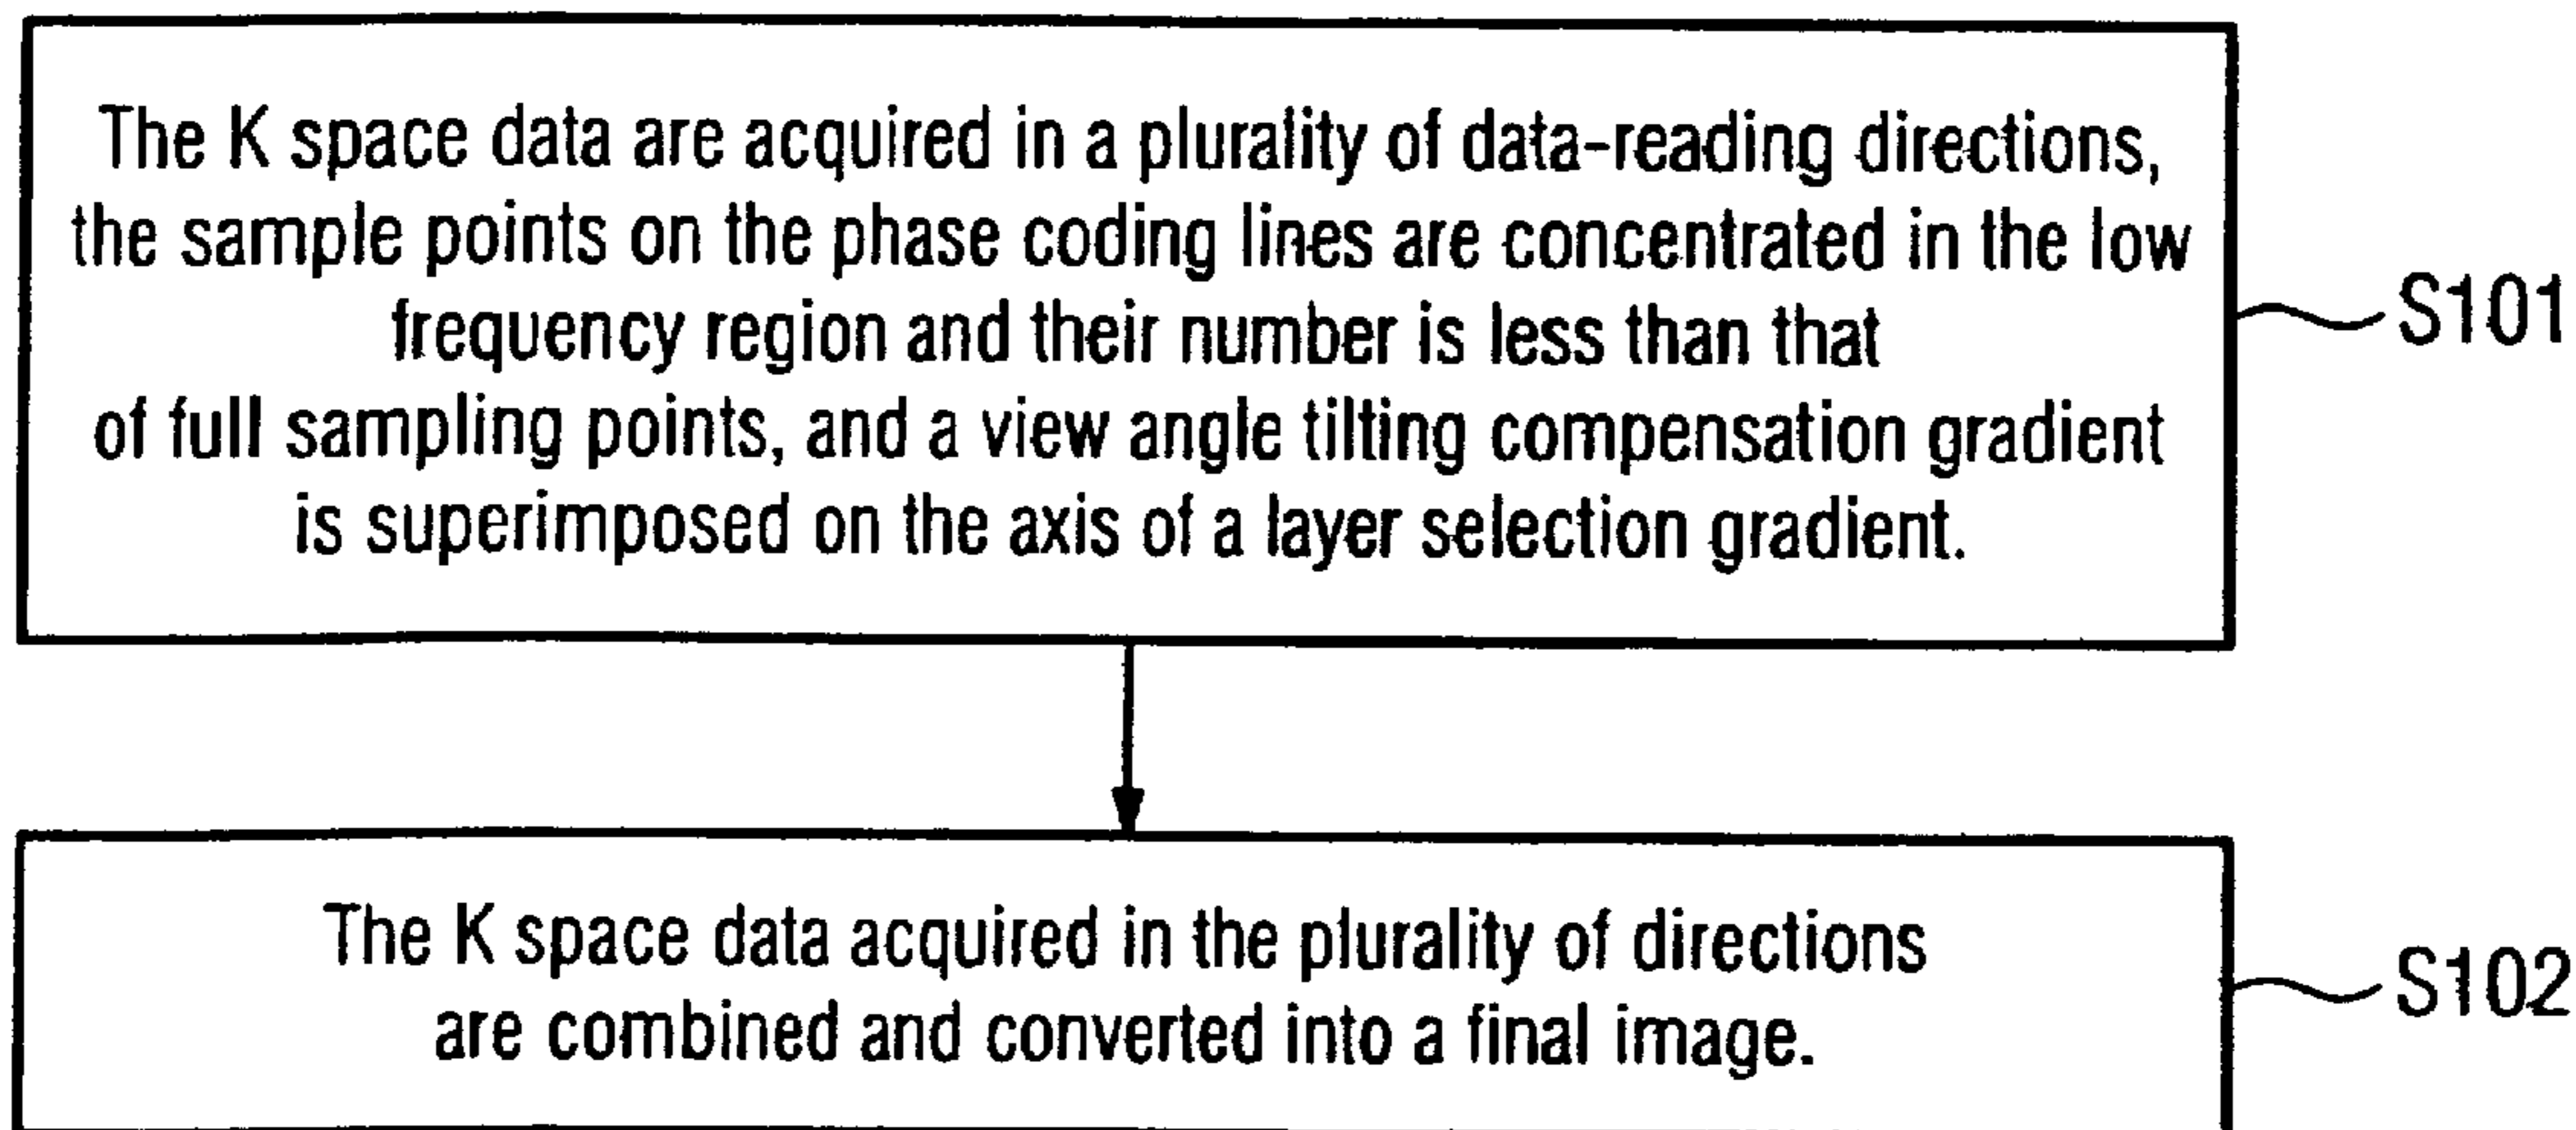 The K space data are acquired in a plurality of data-reading directions,
the sample points on the phase coding lines are concentrated in the low
frequency region and their number is less than that
of full sampling points, and a view angle tilting compensation gradient
is superimposed on the axis of a layer selection gradient.
S101
The K space data acquired in the plurality of directions
are combined and converted into a final image.
S102